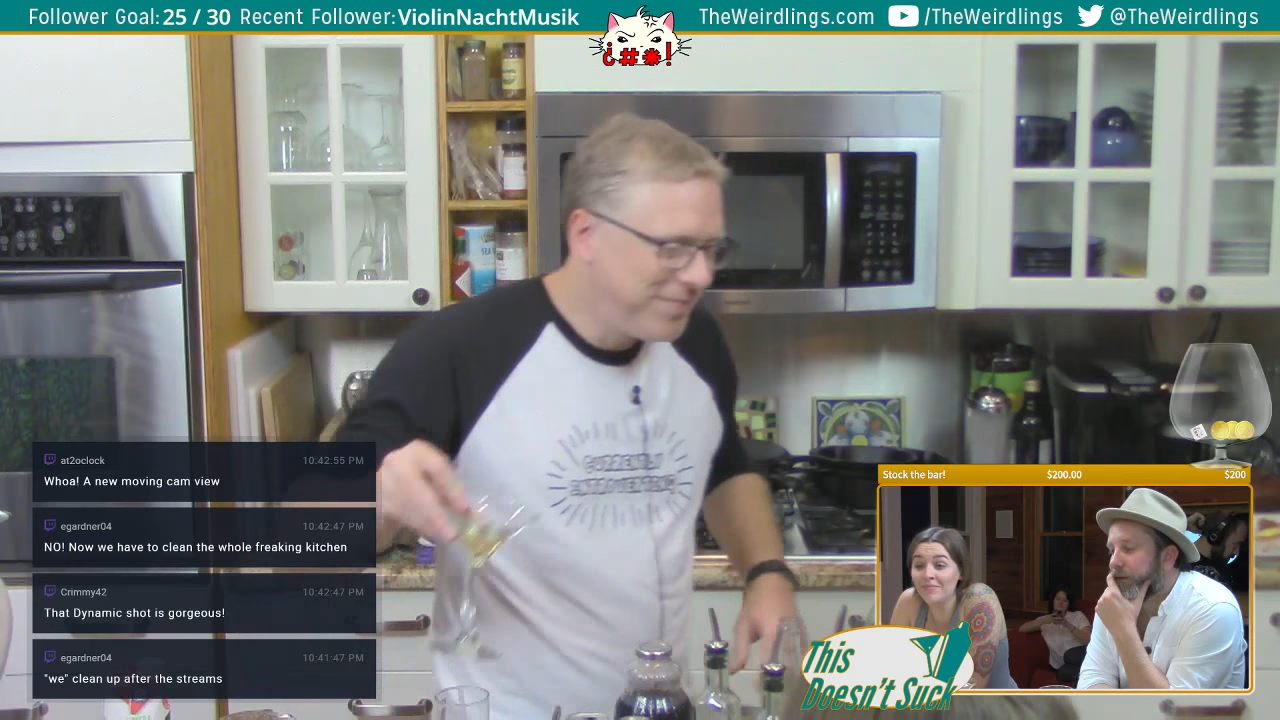 Follower Goal: 25 / 30 Recent Follower: ViolinNachtMusik
¿#*!
TheWeirdlings.com /TheWeirdlings @TheWeirdlings
at2oclock 10:42:55 PM
Whoa! A new moving cam view
egardner04 10:42:47 PM
NO! Now we have to clean the whole freaking kitchen
Crimmy42 10:42:47 PM
That Dynamic shot is gorgeous!
egardner04 10:41:47 PM
"we" clean up after the streams
Stock the bar! $200.00 $200
This
Doesn't Suck